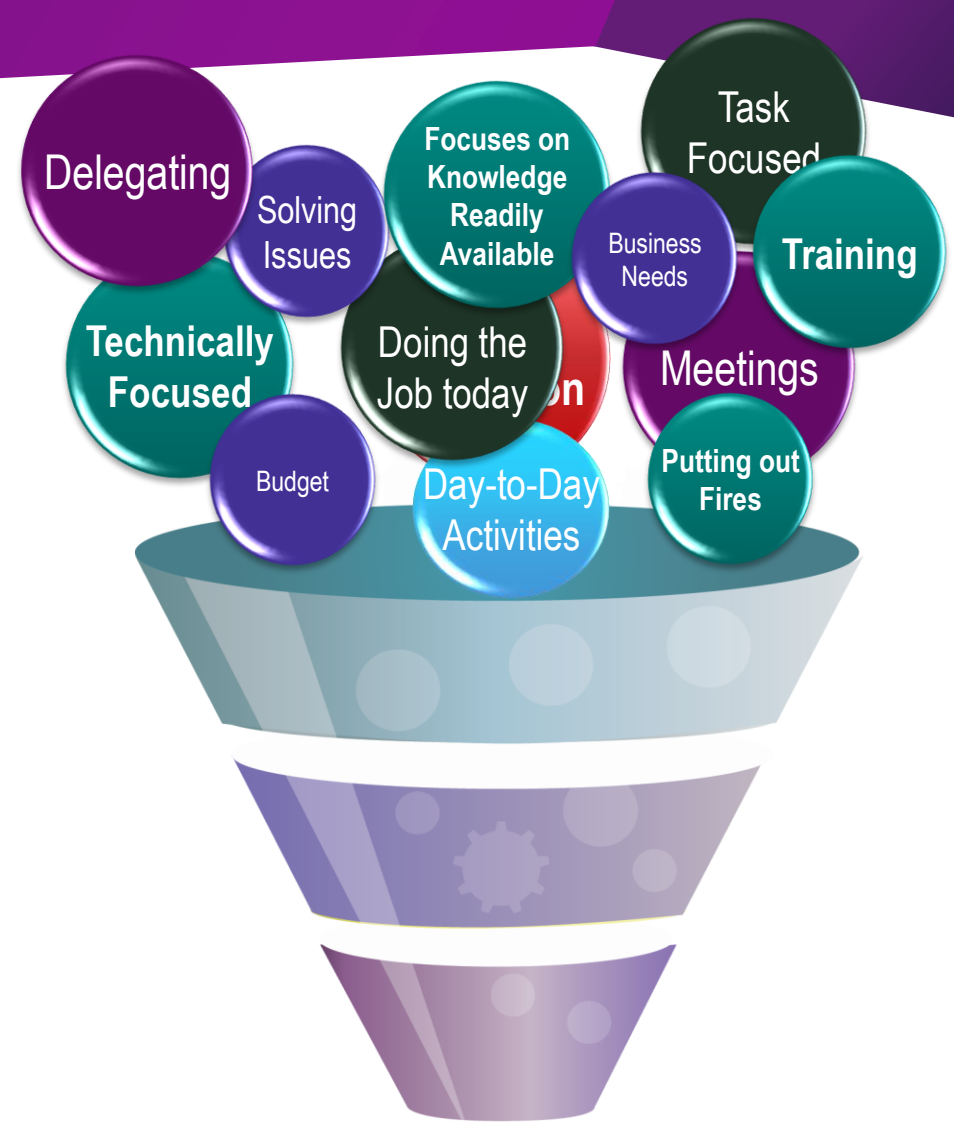 Delegating
Solving
Issues
Focuses on
Knowledge
Readily
Available
Task
Focused
Business
Needs
Training
Technically
Focused
Doing the
Job today
Meetings
Budget
Day-to-Day
Activities
Putting out
Fires